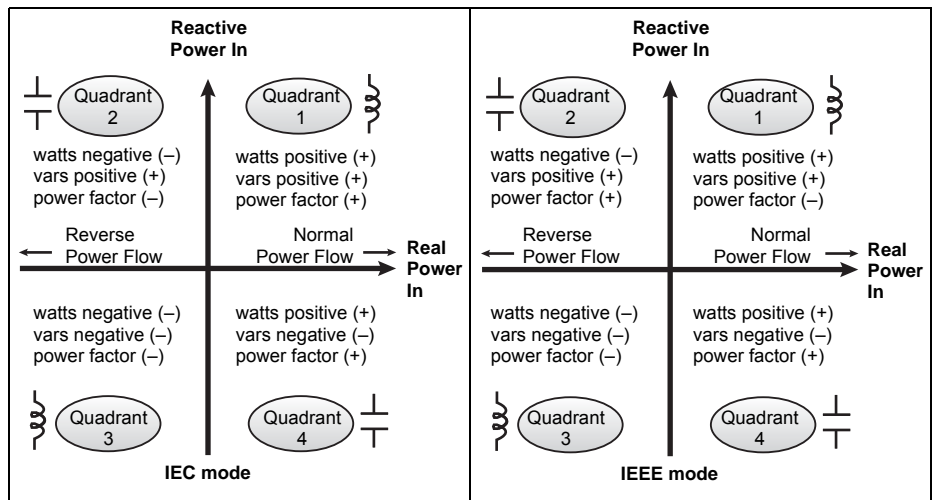 Reactive
Power In
Quadrant
2
Quadrant
1
watts negative (–)
vars positive (+)
power factor (–)
watts positive (+)
vars positive (+)
power factor (+)
Reverse
Power Flow
Normal
Power Flow
Real
Power
In
watts negative (–)
vars negative (–)
power factor (–)
watts positive (+)
vars negative (–)
power factor (+)
Quadrant
3
Quadrant
4
IEC mode
Reactive
Power In
Quadrant
2
Quadrant
1
watts negative (–)
vars positive (+)
power factor (+)
watts positive (+)
vars positive (+)
power factor (–)
Reverse
Power Flow
Normal
Power Flow
Real
Power
In
watts negative (–)
vars negative (–)
power factor (–)
watts positive (+)
vars negative (–)
power factor (+)
Quadrant
3
Quadrant
4
IEEE mode